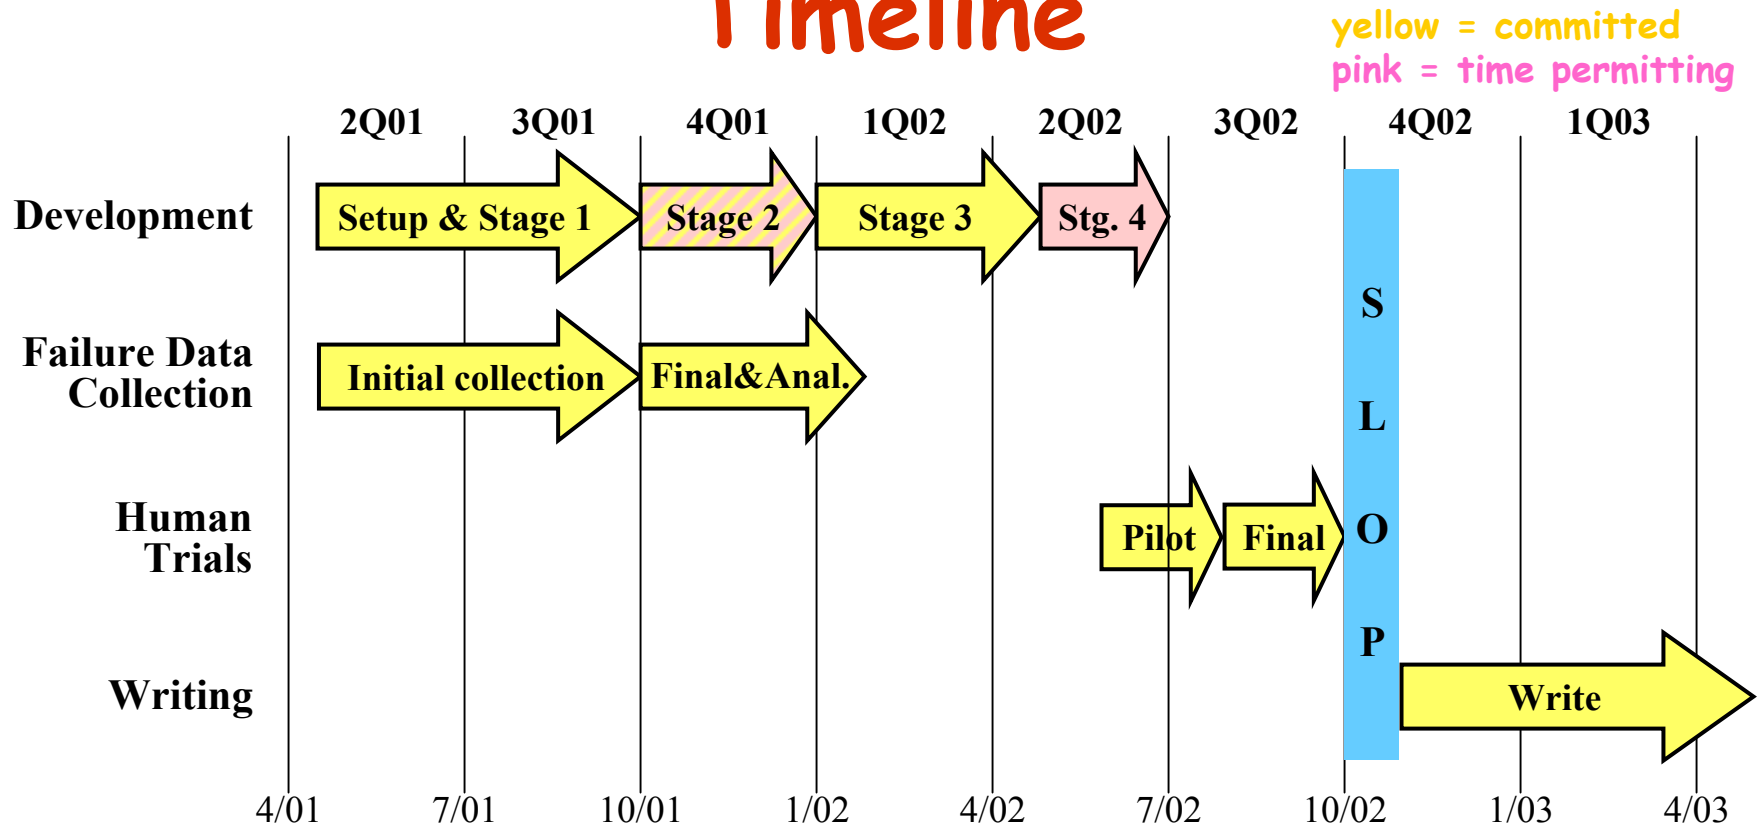 Timeline
yellow = committed
pink = time permitting
2Q01 3Q01 4Q01 1Q02 2Q02 3Q02 4Q02 1Q03
Development
Setup & Stage 1
Stage 2
Stage 3
Stg. 4
Failure Data
Collection
Initial collection
Final&Anal.
Human
Trials
Pilot
Final
S
L
O
P
Writing
Write
4/01 7/01 10/01 1/02 4/02 7/02 10/02 1/03 4/03